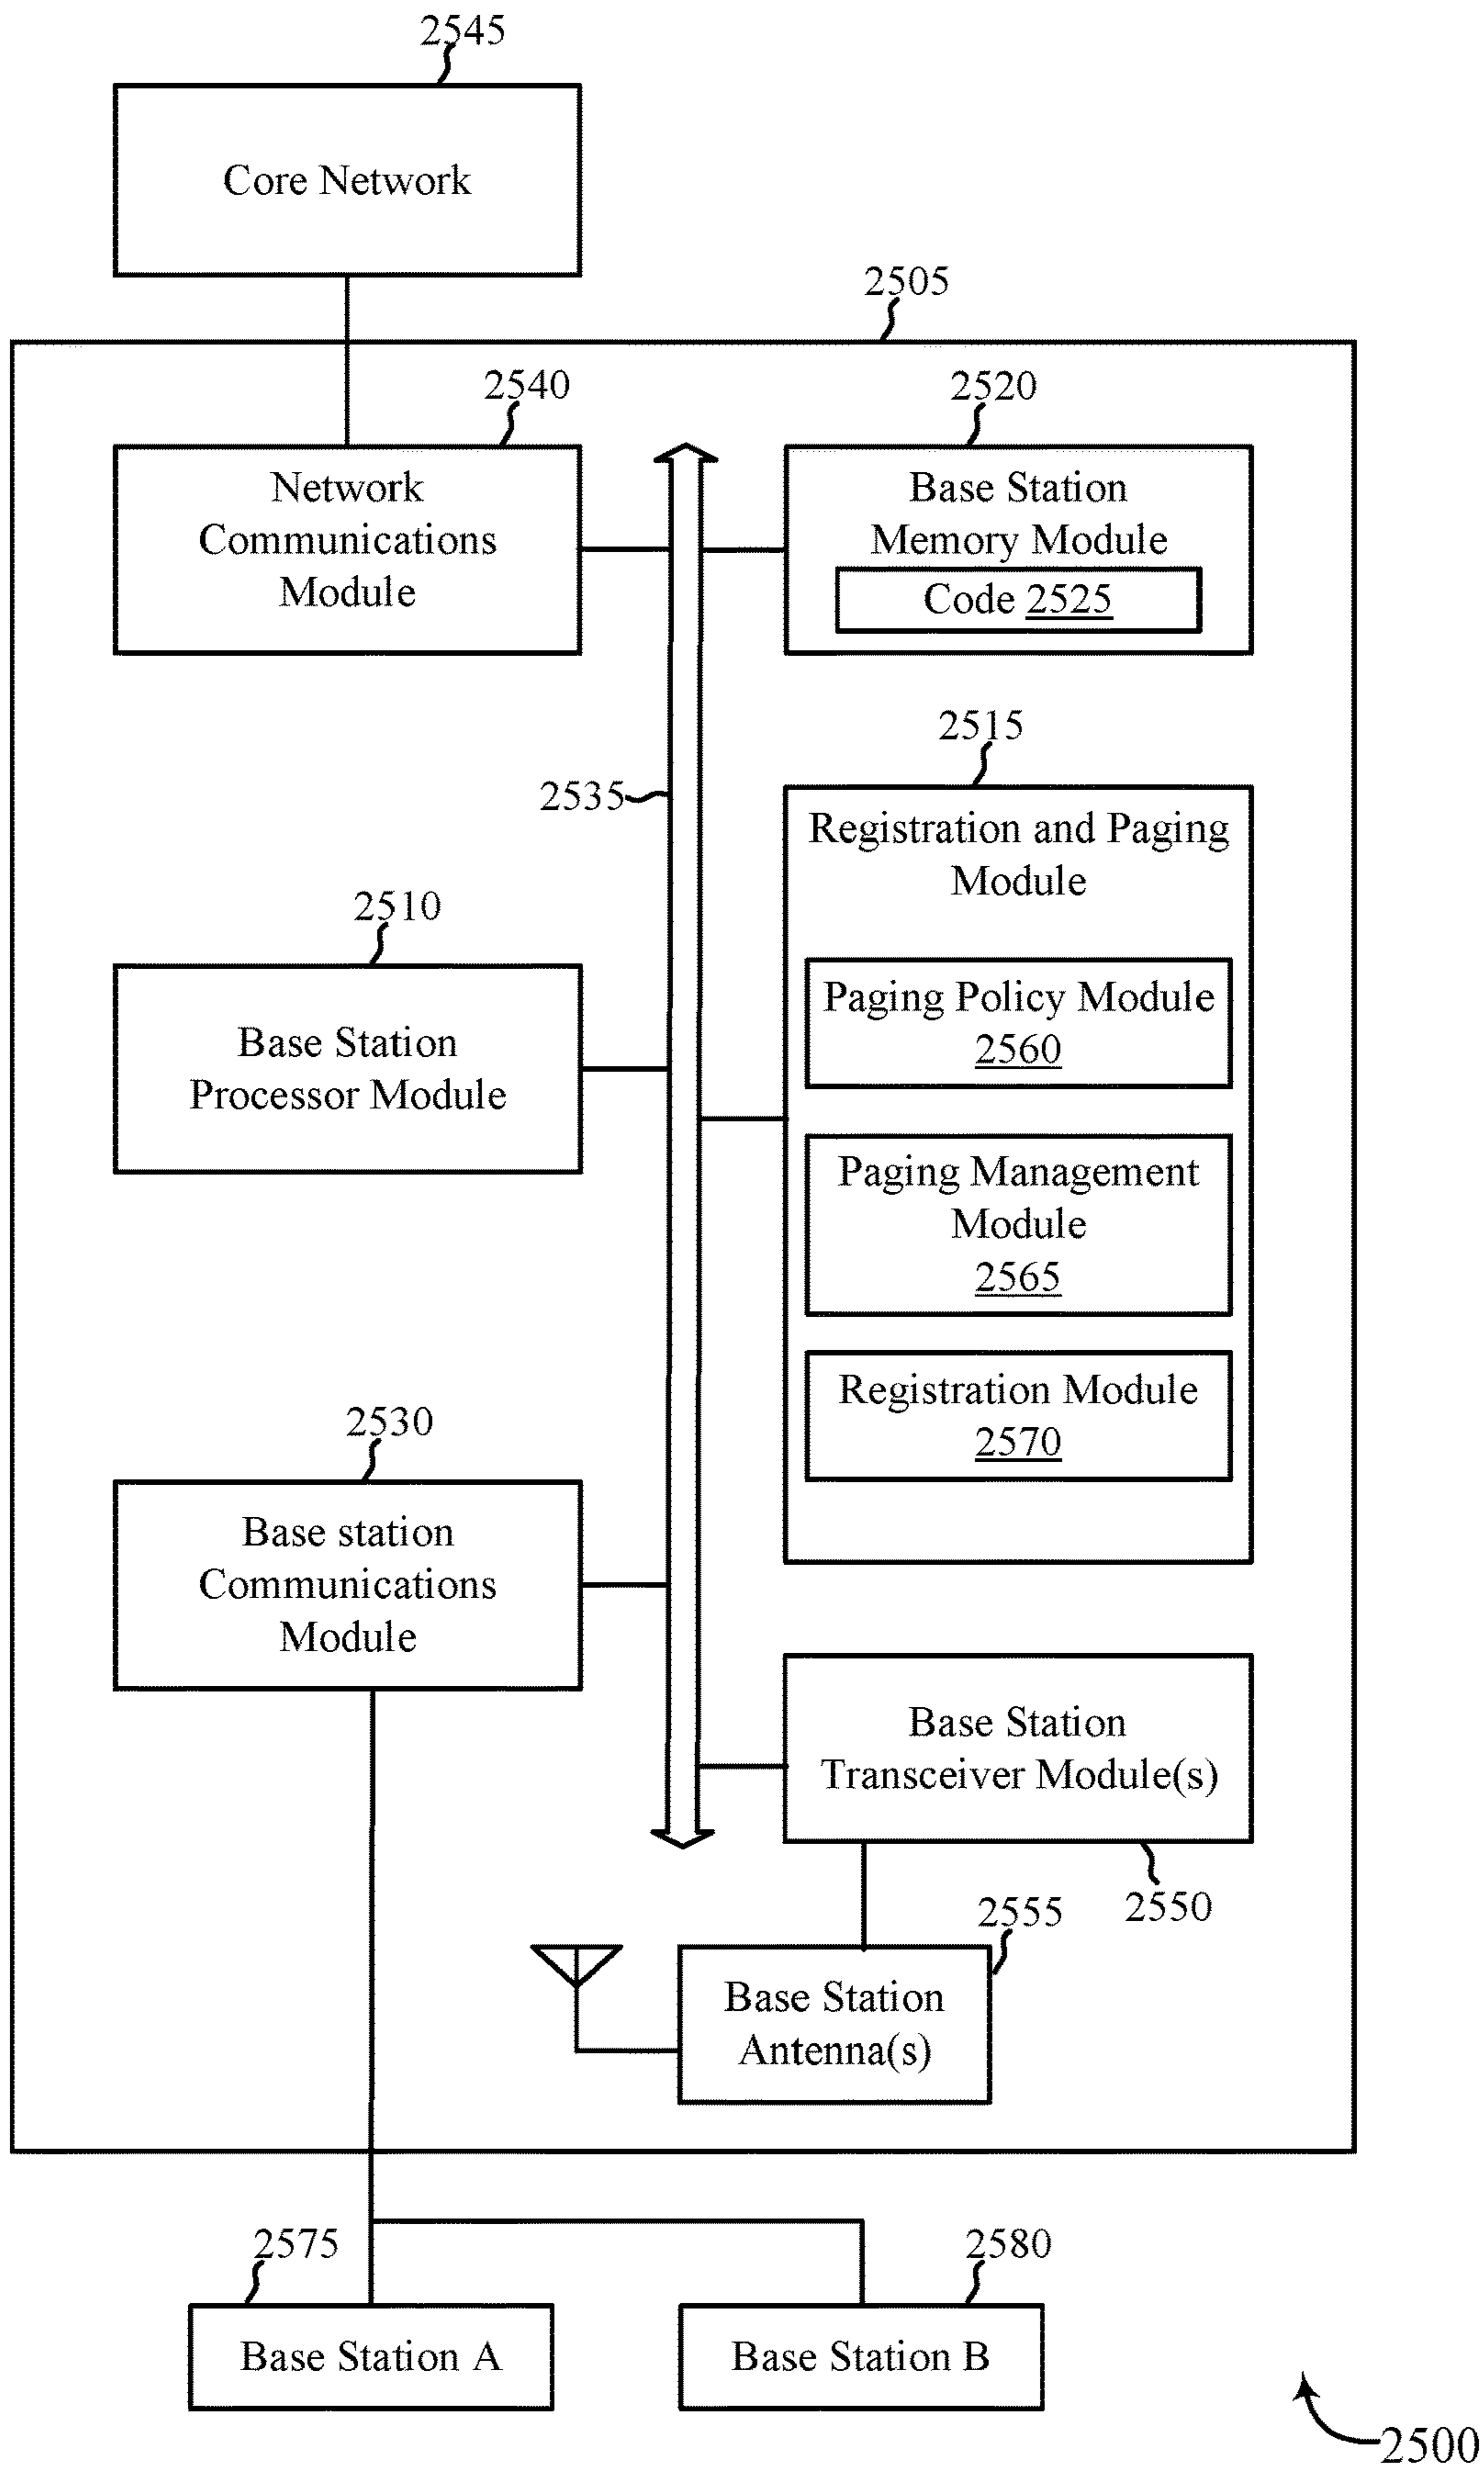 2545
Core Network
2505
2540
Network
Communications
Module
2520
Base Station
Memory Module
Code 2525
2535
2515
Registration and Paging
Module
Paging Policy Module
2560
Paging Management
Module
2565
Registration Module
2570
2510
Base Station
Processor Module
2530
Base station
Communications
Module
Base Station
Transceiver Module(s)
2550
2555
Base Station
Antenna(s)
2575
Base Station A
2580
Base Station B
2500